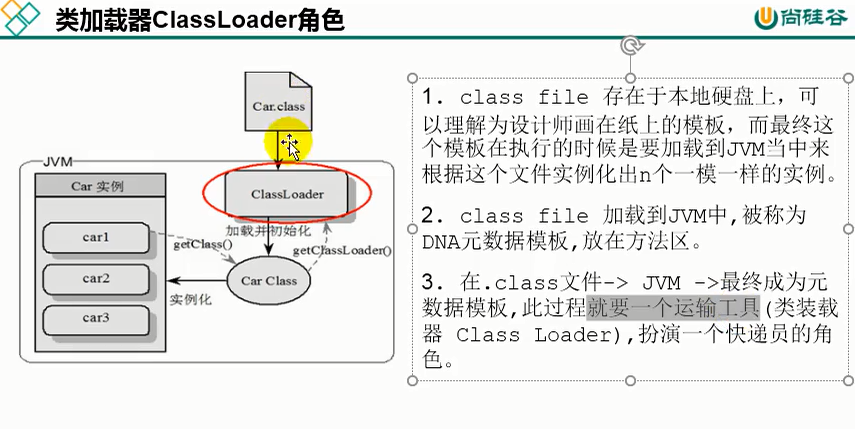 类加载器ClassLoader角色
尚硅谷
Car.class
JVM
Car 实例
ClassLoader
car1
加载并初始化
getClass()
getClassLoader()
car2
Car Class
实例化
car3
1. class file 存在于本地硬盘上，可
以理解为设计师画在纸上的模板，而最终这
个模板在执行的时候是要加载到JVM当中来
根据这个文件实例化出n个一模一样的实例。
2. class file 加载到JVM中,被称为
DNA元数据模板,放在方法区。
3. 在.class文件-> JVM ->最终成为元
数据模板,此过程就要一个运输工具(类装载
器 Class Loader),扮演一个快递员的角
色。